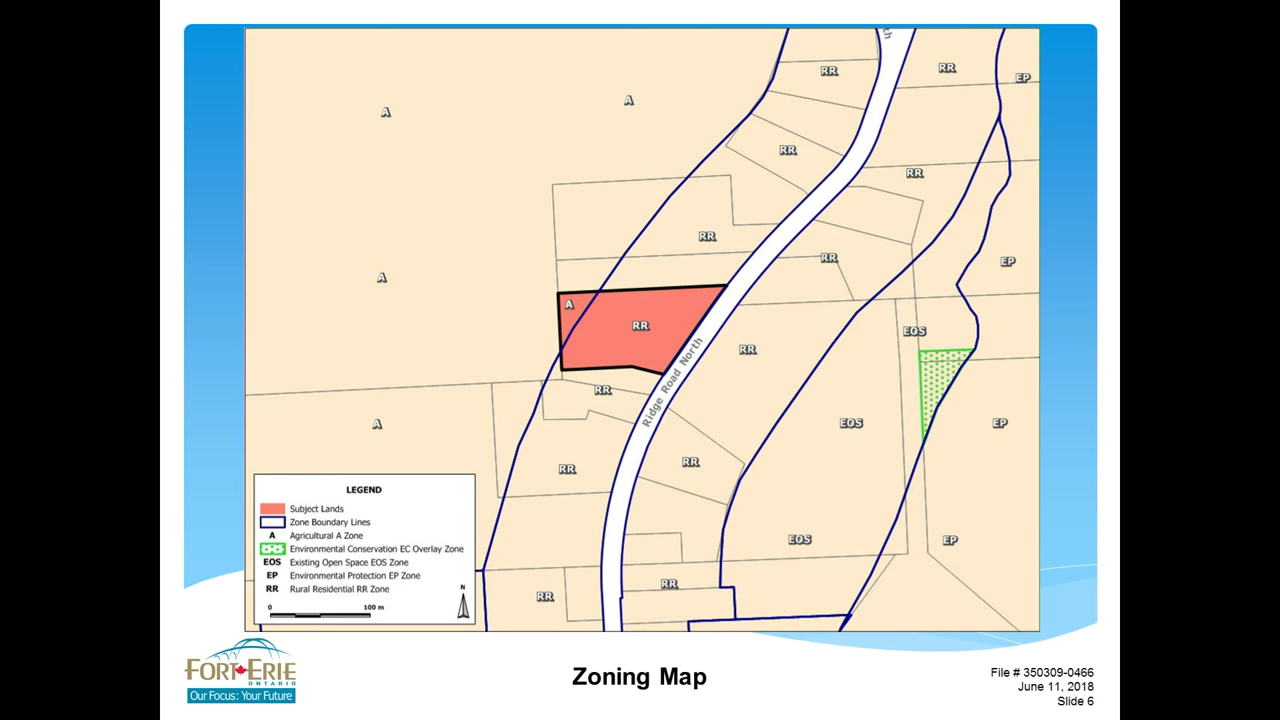 th
RR
RR
EP
A
A
RR
RR
RR
RR
EP
A
A
RR
EOS
RR
RR
Ridge Road North
A
EOS
EP
RR
RR
EOS
EP
RR
RR
LEGEND
Subject Lands
Zone Boundary Lines
A Agricultural A Zone
Environmental Conservation EC Overlay Zone
EOS Existing Open Space EOS Zone
EP Environmental Protection EP Zone
RR Rural Residential RR Zone
N
0 100 m
FORT ERIE
ONTARIO
Our Focus: Your Future
Zoning Map
File # 350309-0466
June 11, 2018
Slide 6